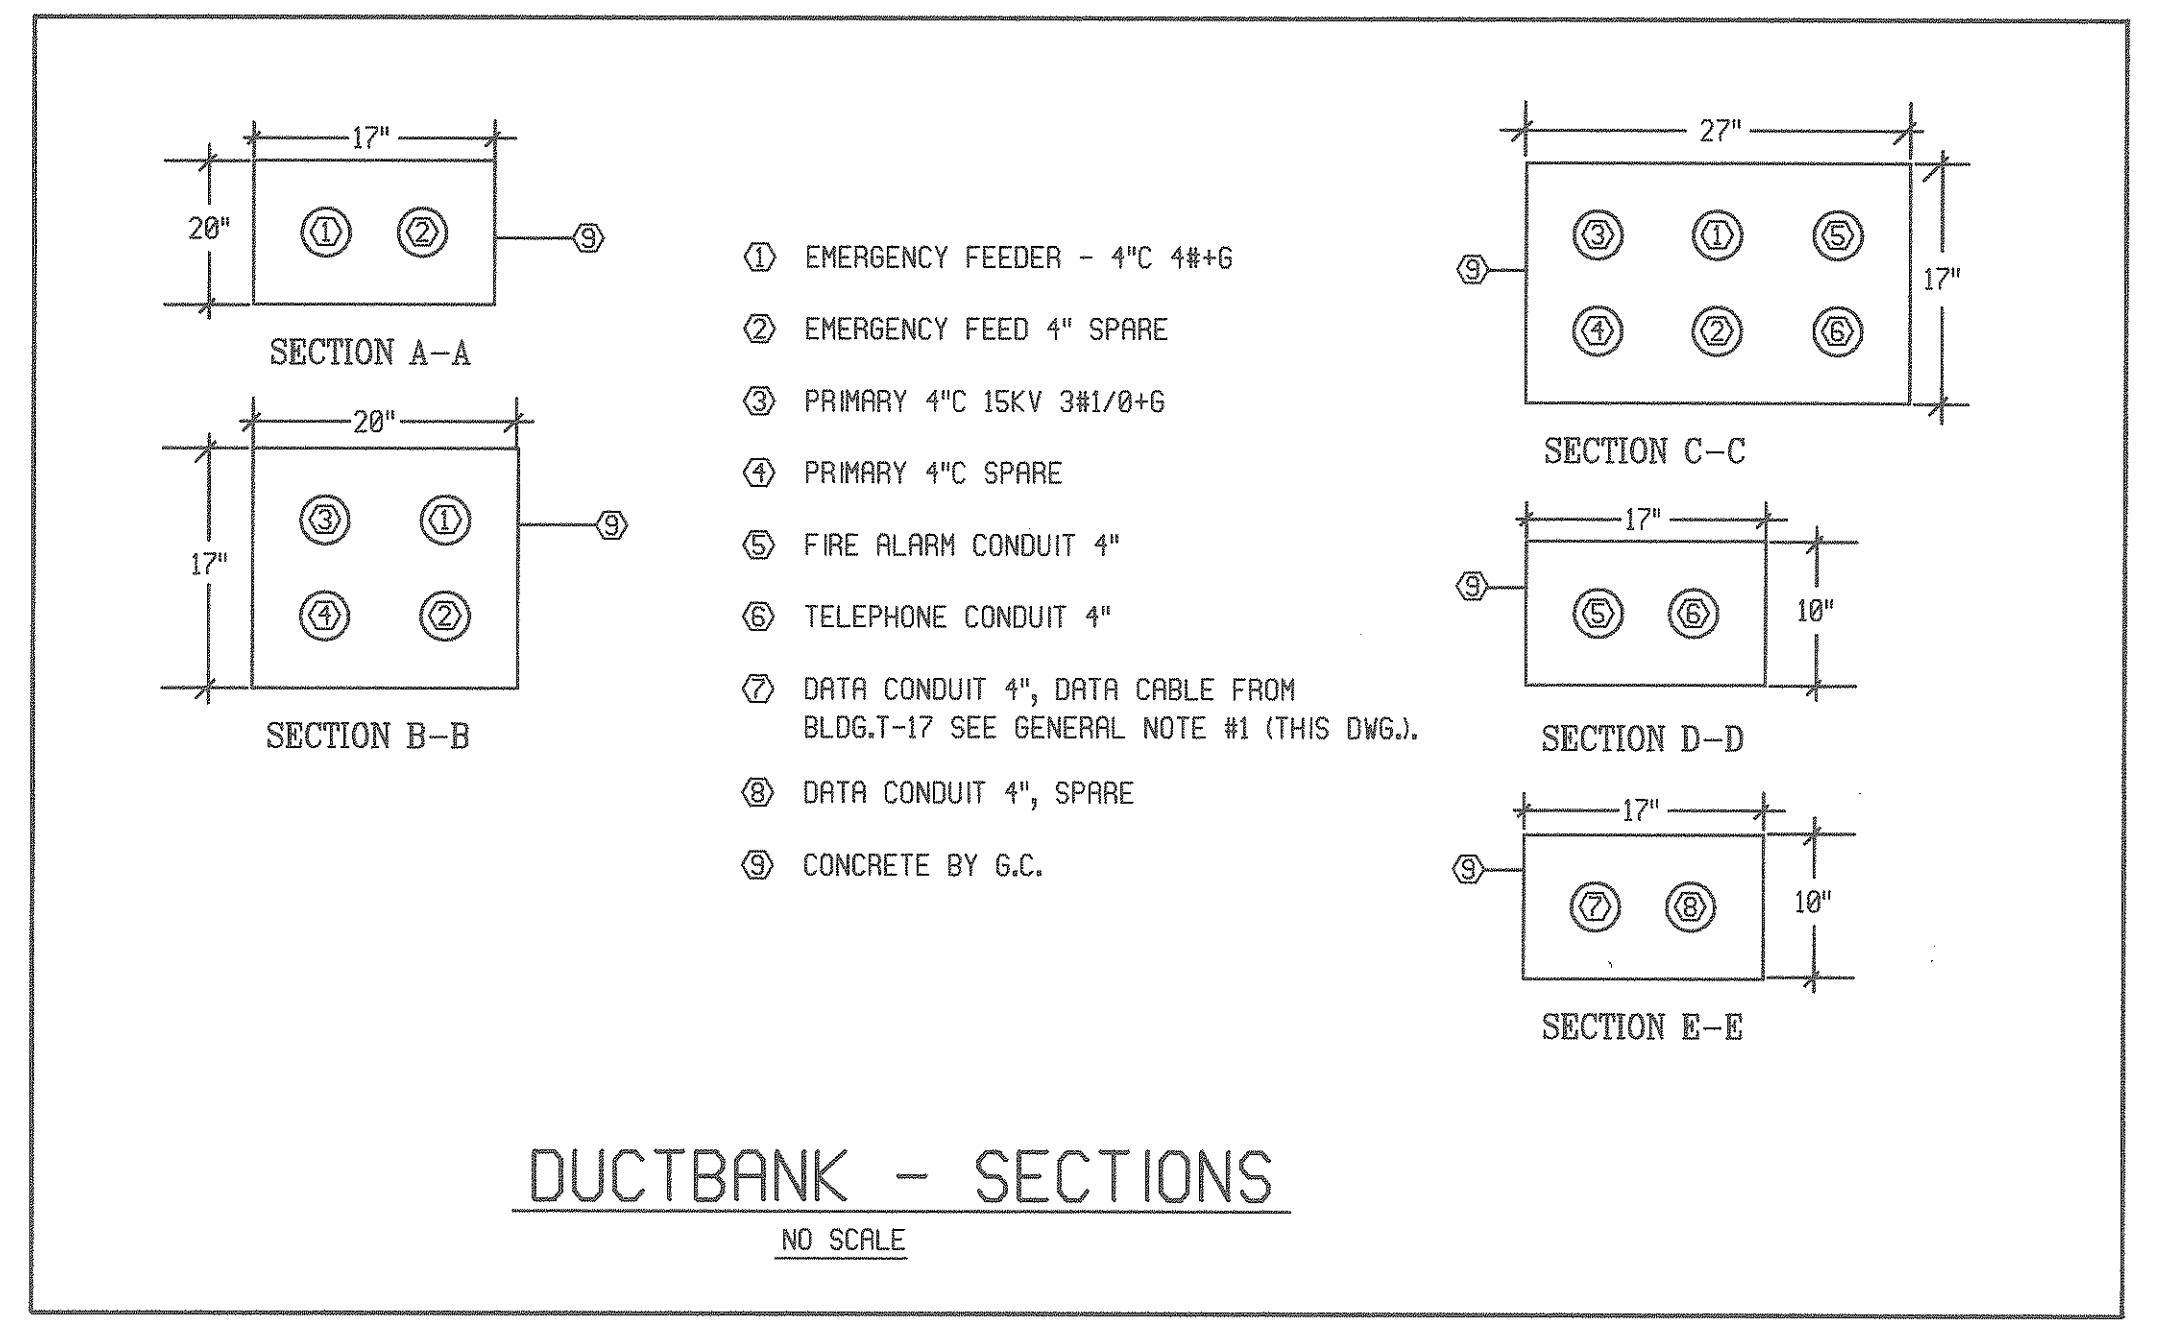 17"
20"
1 2
9
SECTION A-A
20"
17"
3 1
9
4 2
SECTION B-B
1 EMERGENCY FEEDER - 4"C 4#+G
2 EMERGENCY FEED 4" SPARE
3 PRIMARY 4"C 15KV 3#1/0+G
4 PRIMARY 4"C SPARE
5 FIRE ALARM CONDUIT 4"
6 TELEPHONE CONDUIT 4"
7 DATA CONDUIT 4", DATA CABLE FROM
BLDG.T-17 SEE GENERAL NOTE #1 (THIS DWG.).
8 DATA CONDUIT 4", SPARE
9 CONCRETE BY G.C.
27"
3 1 5
9
17"
4 2 6
SECTION C-C
17"
9
5 6
10"
SECTION D-D
17"
9
7 8
10"
SECTION E-E
DUCTBANK - SECTIONS
NO SCALE